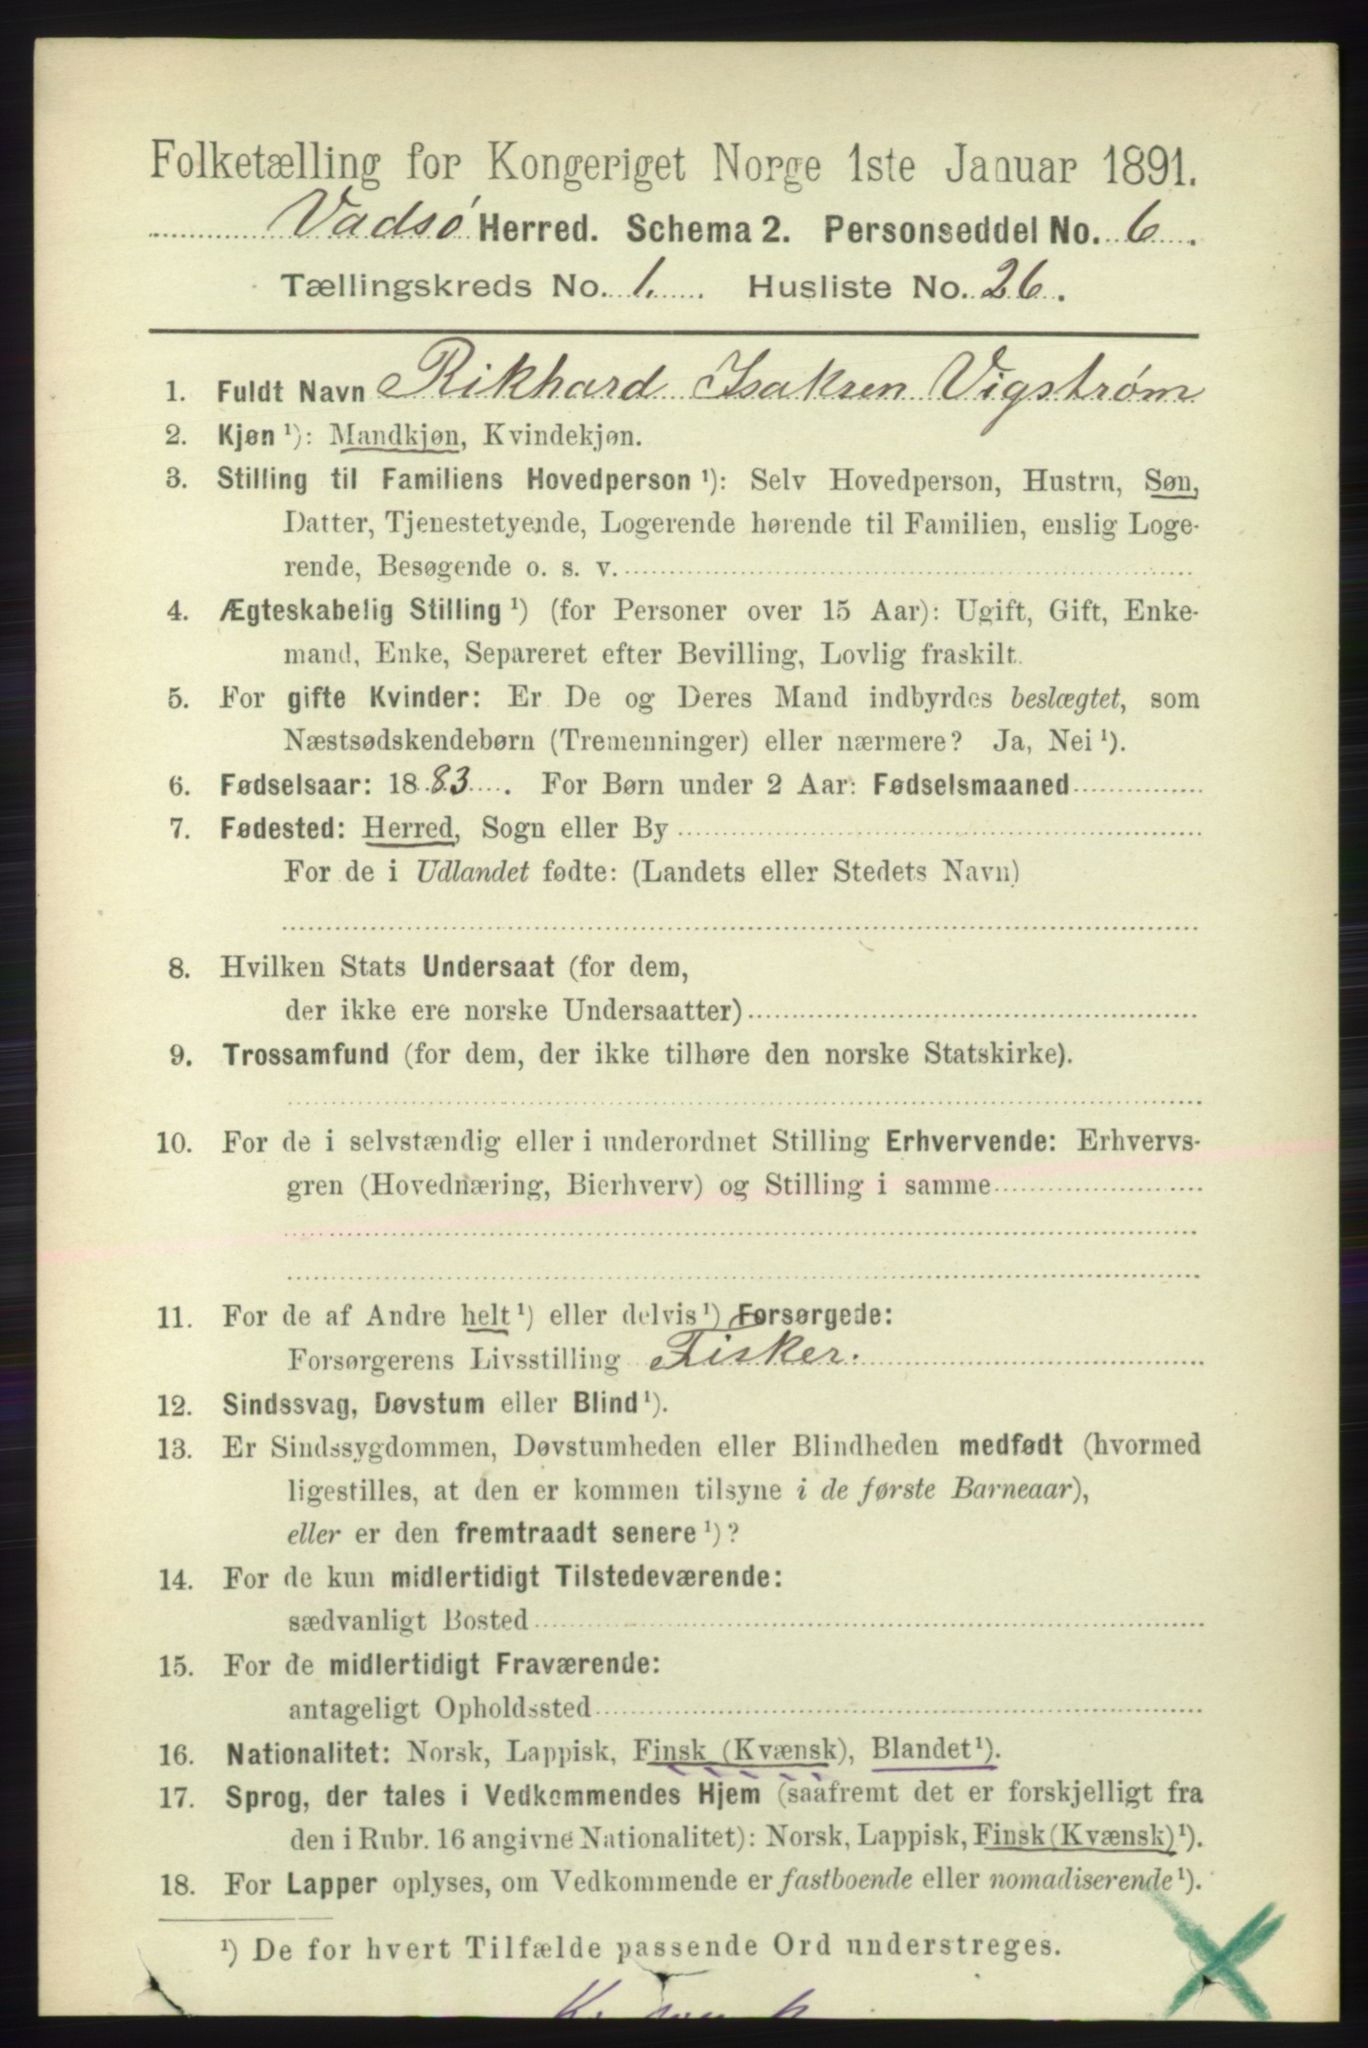 Folketælling for Kongeriget Norge 1ste Januar 1891.
Vadsø Herred. Schema 2. Personseddel No. 6.
Tællingskreds No. 1. Husliste No. 26.
1. Fuldt Navn Rikhard Isaksen Vigstrøm
2. Kjøn ¹): Mandkjøn, Kvindekjøn.
3. Stilling til Familiens Hovedperson ¹): Selv Hovedperson, Hustru, Søn,
Datter, Tjenestetyende, Logerende hørende til Familien, enslig Loge-
rende, Besøgende o. s. v.
4. Ægteskabelig Stilling ¹) (for Personer over 15 Aar): Ugift, Gift, Enke-
mand, Enke, Separeret efter Bevilling, Lovlig fraskilt.
5. For gifte Kvinder: Er De og Deres Mand indbyrdes beslægtet, som
Næstsødskendebørn (Tremenninger) eller nærmere? Ja, Nei ¹).
6. Fødselsaar: 1883. For Børn under 2 Aar: Fødselsmaaned
7. Fødested: Herred, Sogn eller By
For de i Udlandet fødte: (Landets eller Stedets Navn)
8. Hvilken Stats Undersaat (for dem,
der ikke ere norske Undersaatter)
9. Trossamfund (for dem, der ikke tilhøre den norske Statskirke).
10. For de i selvstændig eller i underordnet Stilling Erhvervende: Erhvervs-
gren (Hovednæring, Bierhverv) og Stilling i samme
11. For de af Andre helt ¹) eller delvis ¹) Forsørgede:
Forsørgerens Livsstilling Fisker.
12. Sindssvag, Døvstum eller Blind ¹).
13. Er Sindssygdommen, Døvstumheden eller Blindheden medfødt (hvormed
ligestilles, at den er kommen tilsyne i de første Barneaar),
eller er den fremtraadt senere ¹)?
14. For de kun midlertidigt Tilstedeværende:
sædvanligt Bosted
15. For de midlertidigt Fraværende:
antageligt Opholdssted
16. Nationalitet: Norsk, Lappisk, Finsk (Kvænsk), Blandet ¹).
17. Sprog, der tales i Vedkommendes Hjem (saafremt det er forskjelligt fra
den i Rubr. 16 angivne Nationalitet): Norsk, Lappisk, Finsk (Kvænsk) ¹).
18. For Lapper oplyses, om Vedkommende er fastboende eller nomadiserende ¹).
¹) De for hvert Tilfælde passende Ord understreges.